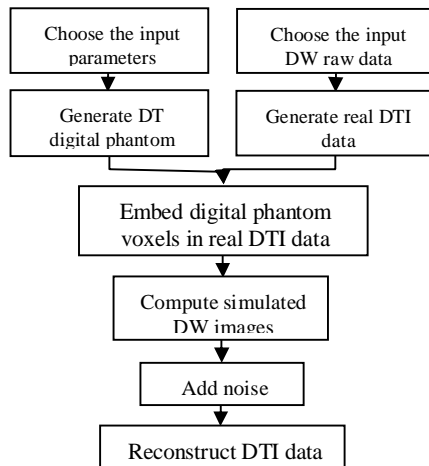 Choose the input
parameters
Choose the input
DW raw data
Generate DT
digital phantom
Generate real DTI
data
Embed digital phantom
voxels in real DTI data
Compute simulated
DW images
Add noise
Reconstruct DTI data